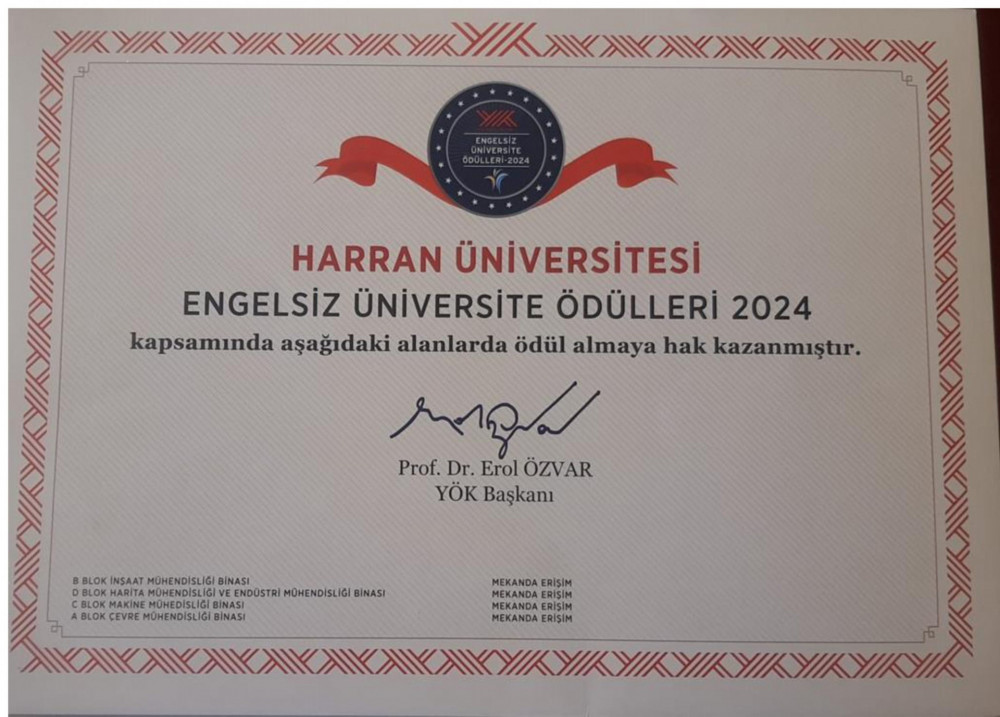 ENGELSİZ
ÜNİVERSİTE
ÖDÜLLERİ-2024
HARRAN ÜNİVERSİTESİ
ENGELSİZ ÜNİVERSİTE ÖDÜLLERİ 2024
kapsamında aşağıdaki alanlarda ödül almaya hak kazanmıştır.
Prof. Dr. Erol ÖZVAR
YÖK Başkanı
B BLOK İNŞAAT MÜHENDİSLİĞİ BİNASI MEKANDA ERİŞİM
D BLOK HARİTA MÜHENDİSLİĞİ VE ENDÜSTRİ MÜHENDİSLİĞİ BİNASI MEKANDA ERİŞİM
C BLOK MAKİNE MÜHEDİSLİĞİ BİNASI MEKANDA ERİŞİM
A BLOK ÇEVRE MÜHENDİSLİĞİ BİNASI MEKANDA ERİŞİM